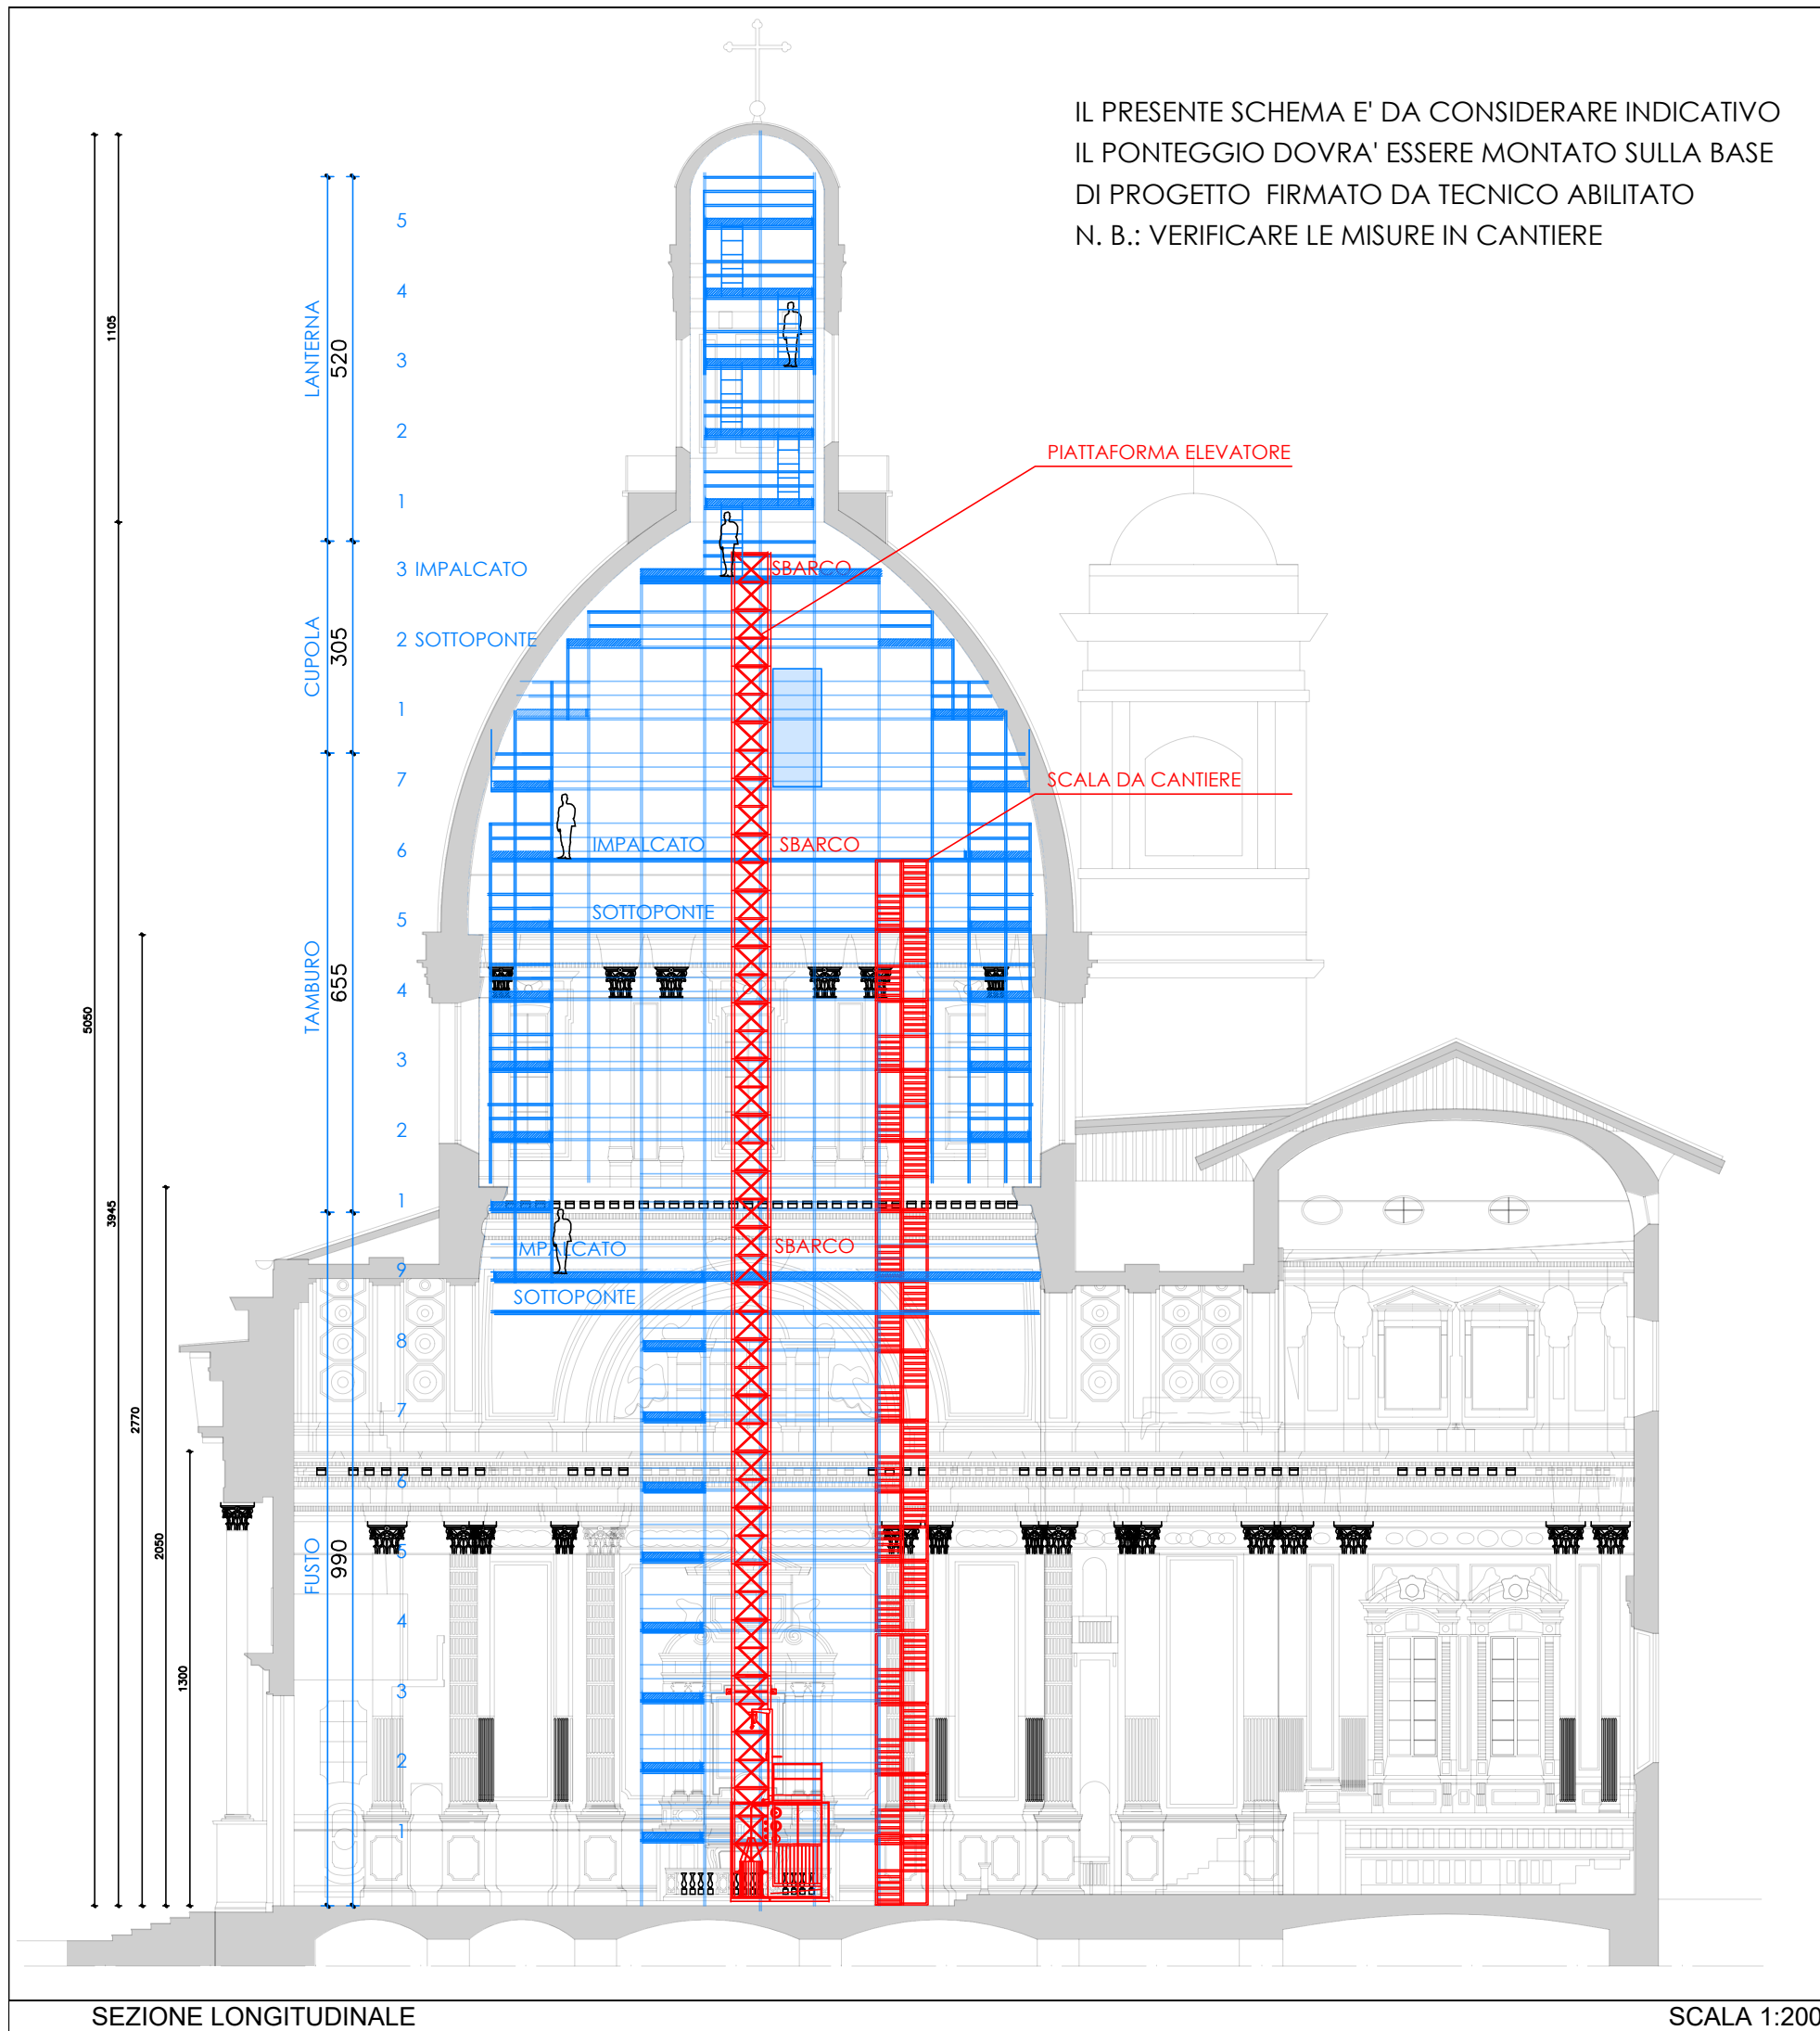 IL PRESENTE SCHEMA E' DA CONSIDERARE INDICATIVO
IL PONTEGGIO DOVRA' ESSERE MONTATO SULLA BASE
DI PROGETTO FIRMATO DA TECNICO ABILITATO
N. B.: VERIFICARE LE MISURE IN CANTIERE
5
4
1105
LANTERNA
520
3
2
PIATTAFORMA ELEVATORE
1
3 IMPALCATO
SBARCO
CUPOLA
305
2 SOTTOPONTE
1
7
SCALA DA CANTIERE
6
IMPALCATO
SBARCO
5
SOTTOPONTE
TAMBURO
655
4
5050
3
2
3945
1
MPALCATO
SBARCO
9
SOTTOPONTE
8
2770
7
6
2050
FUSTO
990
5
4
1300
3
2
1
SEZIONE LONGITUDINALE
SCALA 1:200